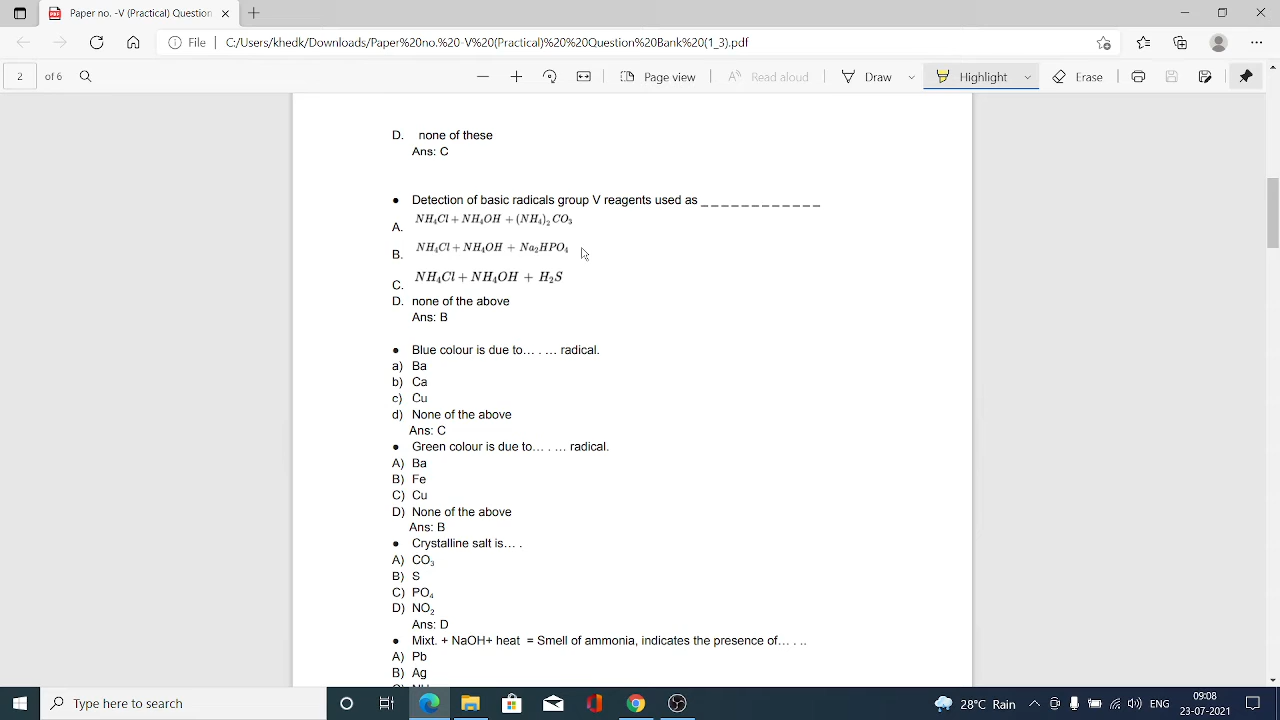 Paper no. -V (Practical) Question
File
C:/Users/khedk/Downloads/Paper%20no.%20-V%20(Practical)%20%20Question%20Bank%20(1_3).pdf
2 of 6
Page view
Read aloud
Draw
Highlight
Erase
D. none of these
Ans: C
● Detection of basic radicals group V reagents used as _ _ _ _ _ _ _ _ _ _ _ _
A. NH₄Cl + NH₄OH + (NH₄)₂ CO₃
B. NH₄Cl + NH₄OH + Na₂HPO₄
C. NH₄Cl + NH₄OH + H₂S
D. none of the above
Ans: B
● Blue colour is due to… . … radical.
a) Ba
b) Ca
c) Cu
d) None of the above
Ans: C
● Green colour is due to… . … radical.
A) Ba
B) Fe
C) Cu
D) None of the above
Ans: B
● Crystalline salt is… .
A) CO₃
B) S
C) PO₄
D) NO₂
Ans: D
● Mixt. + NaOH+ heat = Smell of ammonia, indicates the presence of… . ..
A) Pb
B) Ag
Type here to search
28°C Rain
ENG
09:08
23-07-2021